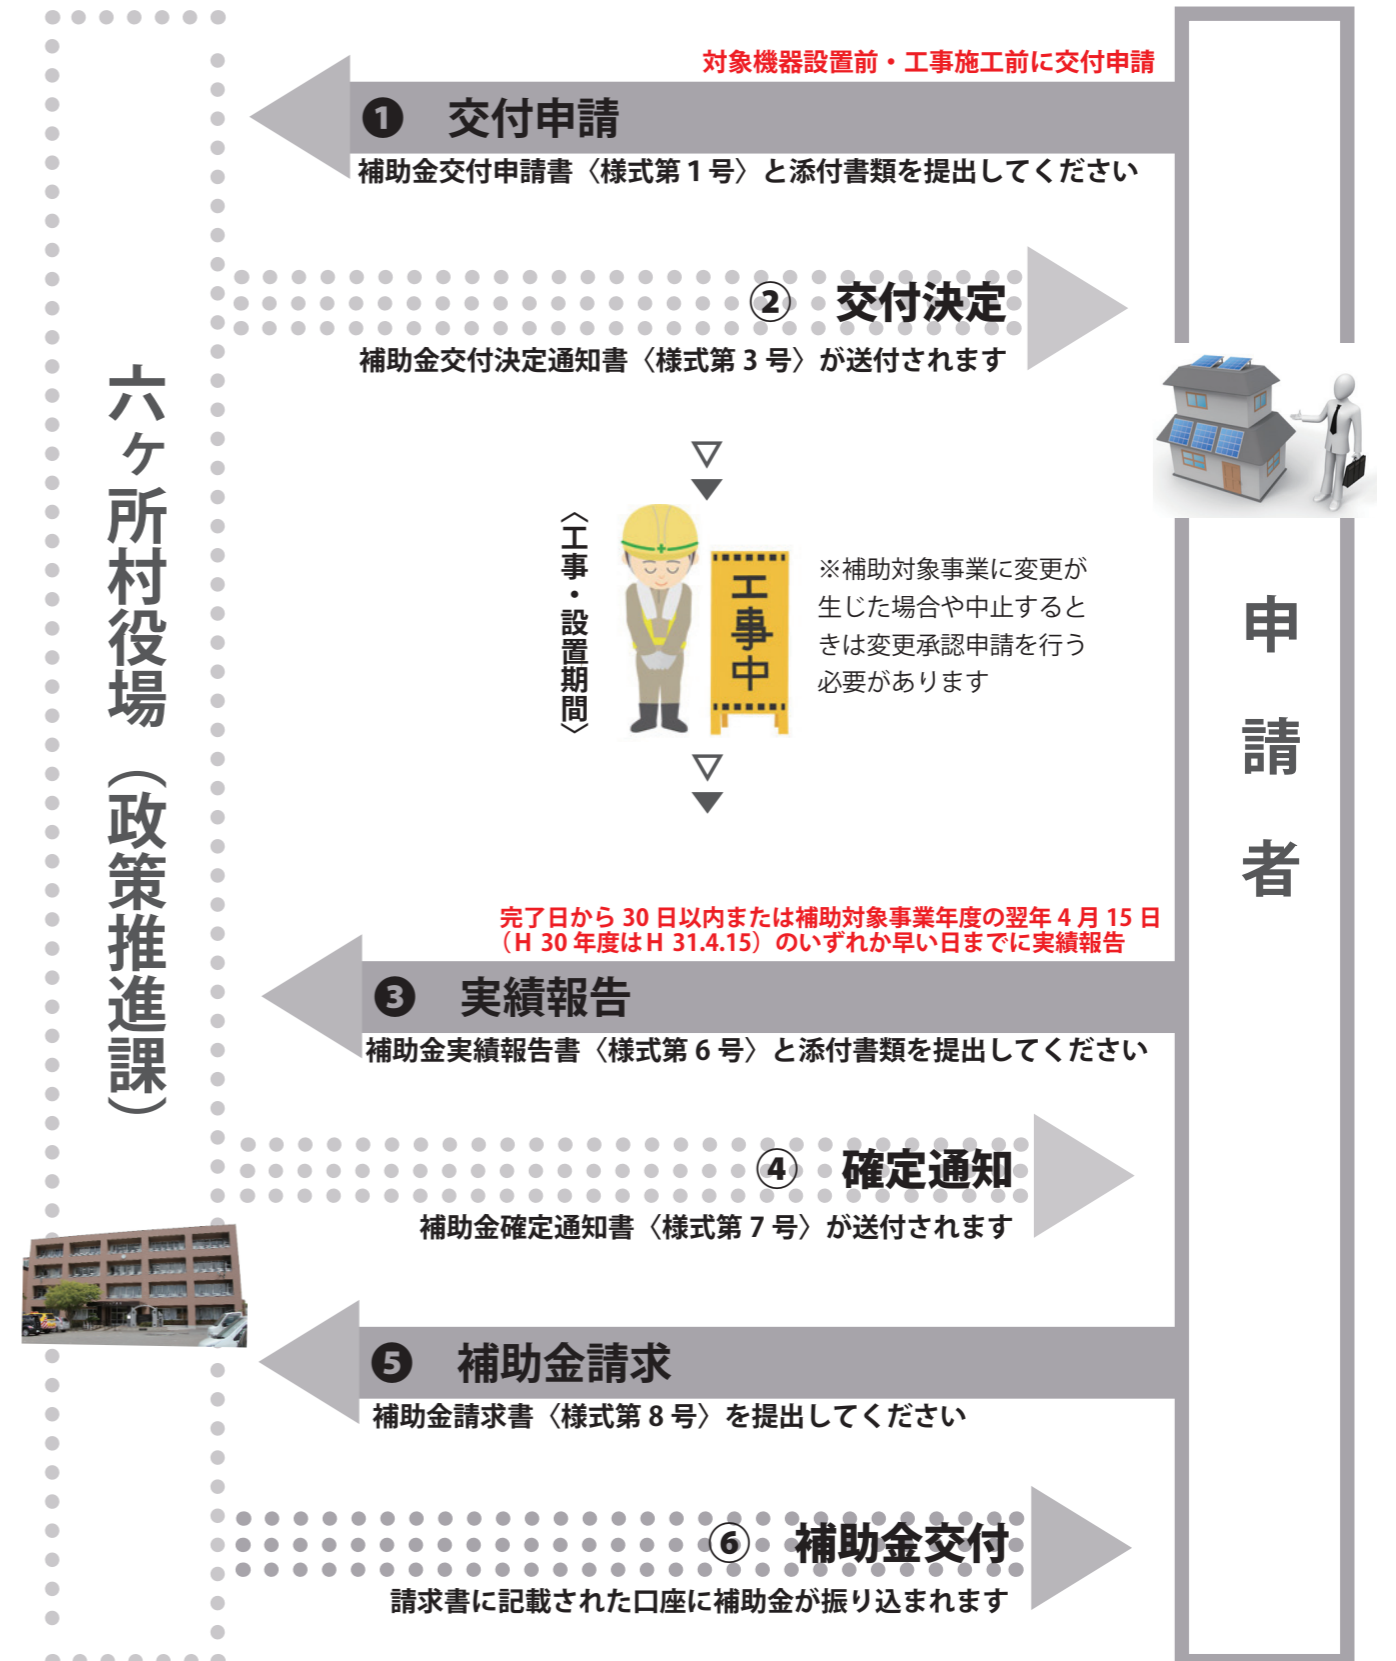 対象機器設置前・工事施工前に交付申請
❶ 交付申請
補助金交付申請書〈様式第1号〉と添付書類を提出してください
② 交付決定
補助金交付決定通知書〈様式第3号〉が送付されます
六ヶ所村役場（政策推進課）
申請者
〈工事・設置期間〉
工事中
※補助対象事業に変更が
生じた場合や中止すると
きは変更承認申請を行う
必要があります
完了日から30日以内または補助対象事業年度の翌年4月15日
（H30年度はH31.4.15）のいずれか早い日までに実績報告
❸ 実績報告
補助金実績報告書〈様式第6号〉と添付書類を提出してください
④ 確定通知
補助金確定通知書〈様式第7号〉が送付されます
❺ 補助金請求
補助金請求書〈様式第8号〉を提出してください
⑥ 補助金交付
請求書に記載された口座に補助金が振り込まれます